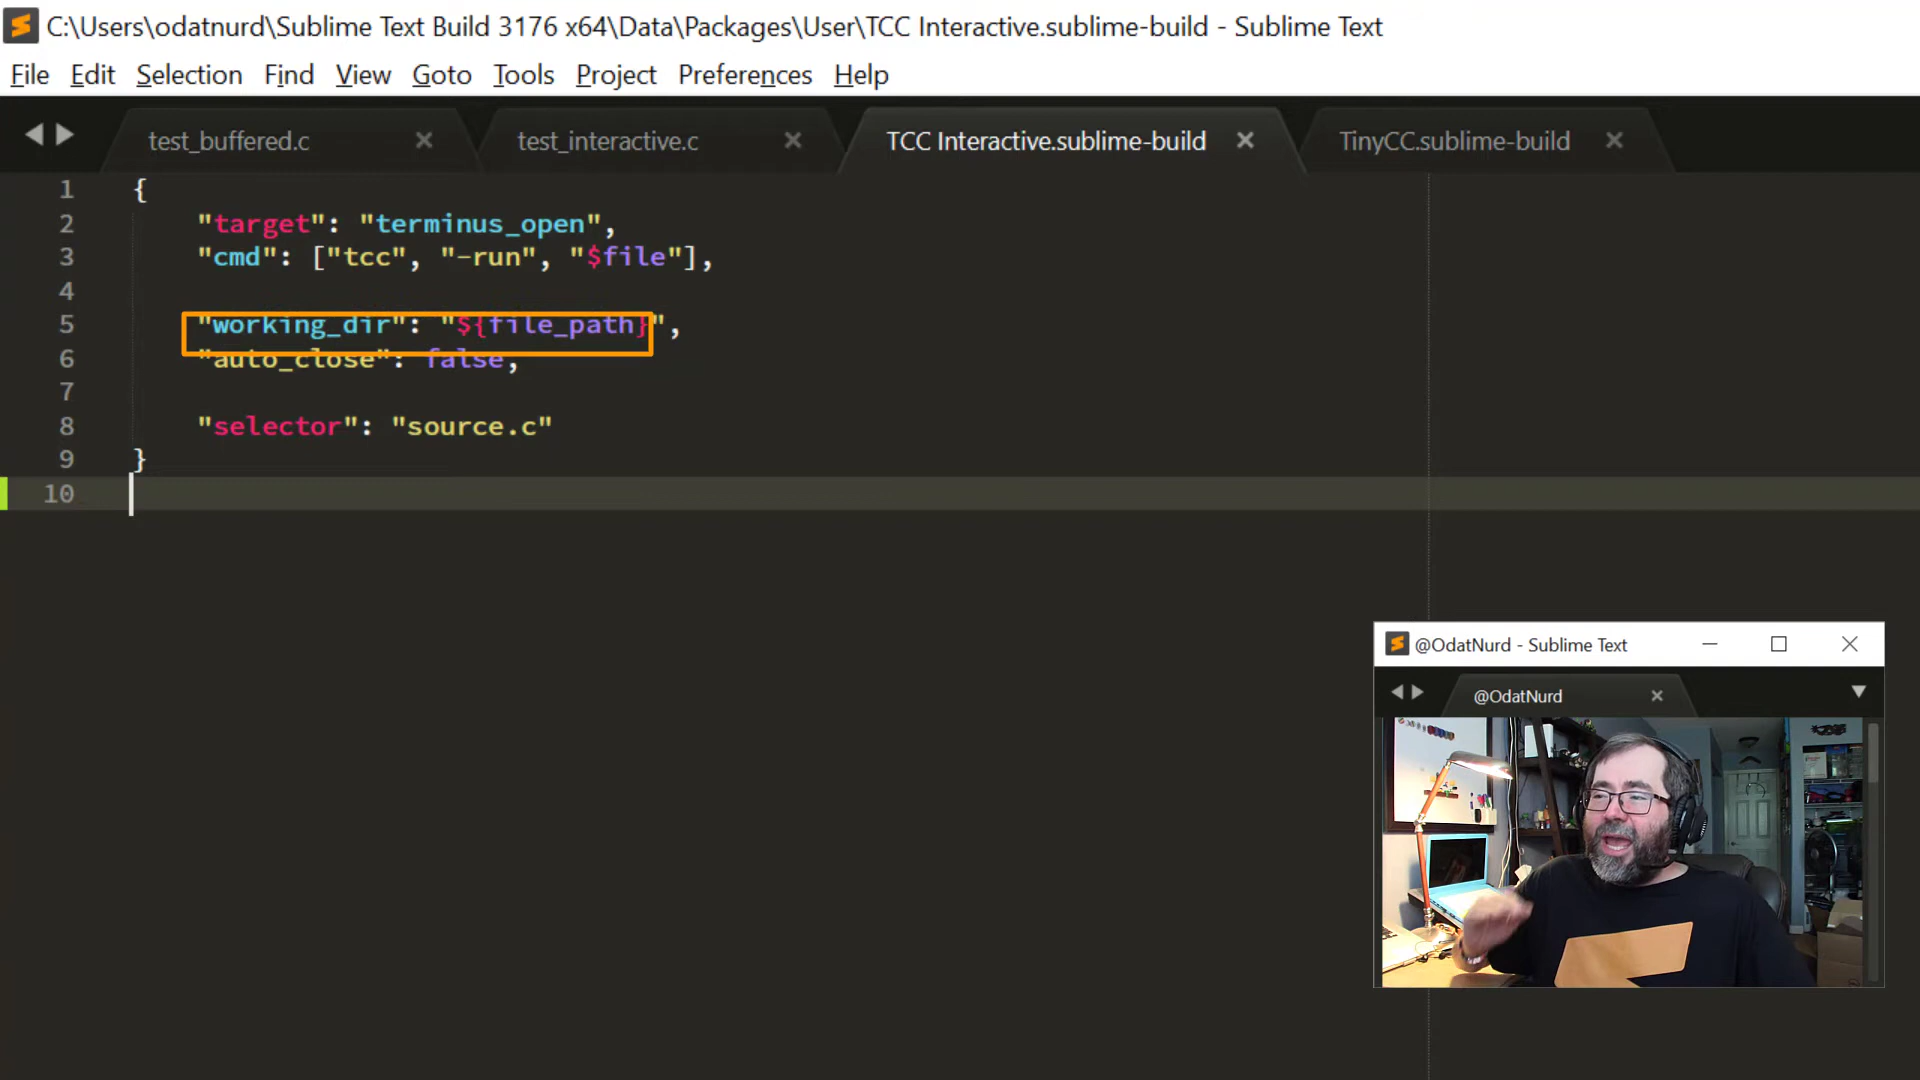 C:\Users\odatnurd\Sublime Text Build 3176 x64\Data\Packages\User\TCC Interactive.sublime-build - Sublime Text
File Edit Selection Find View Goto Tools Project Preferences Help
test_buffered.c test_interactive.c TCC Interactive.sublime-build TinyCC.sublime-build
1 {
2 "target": "terminus_open",
3 "cmd": ["tcc", "-run", "$file"],
4
5 "working_dir": "${file_path}",
6 "auto_close": false,
7
8 "selector": "source.c"
9 }
10
@OdatNurd - Sublime Text
@OdatNurd